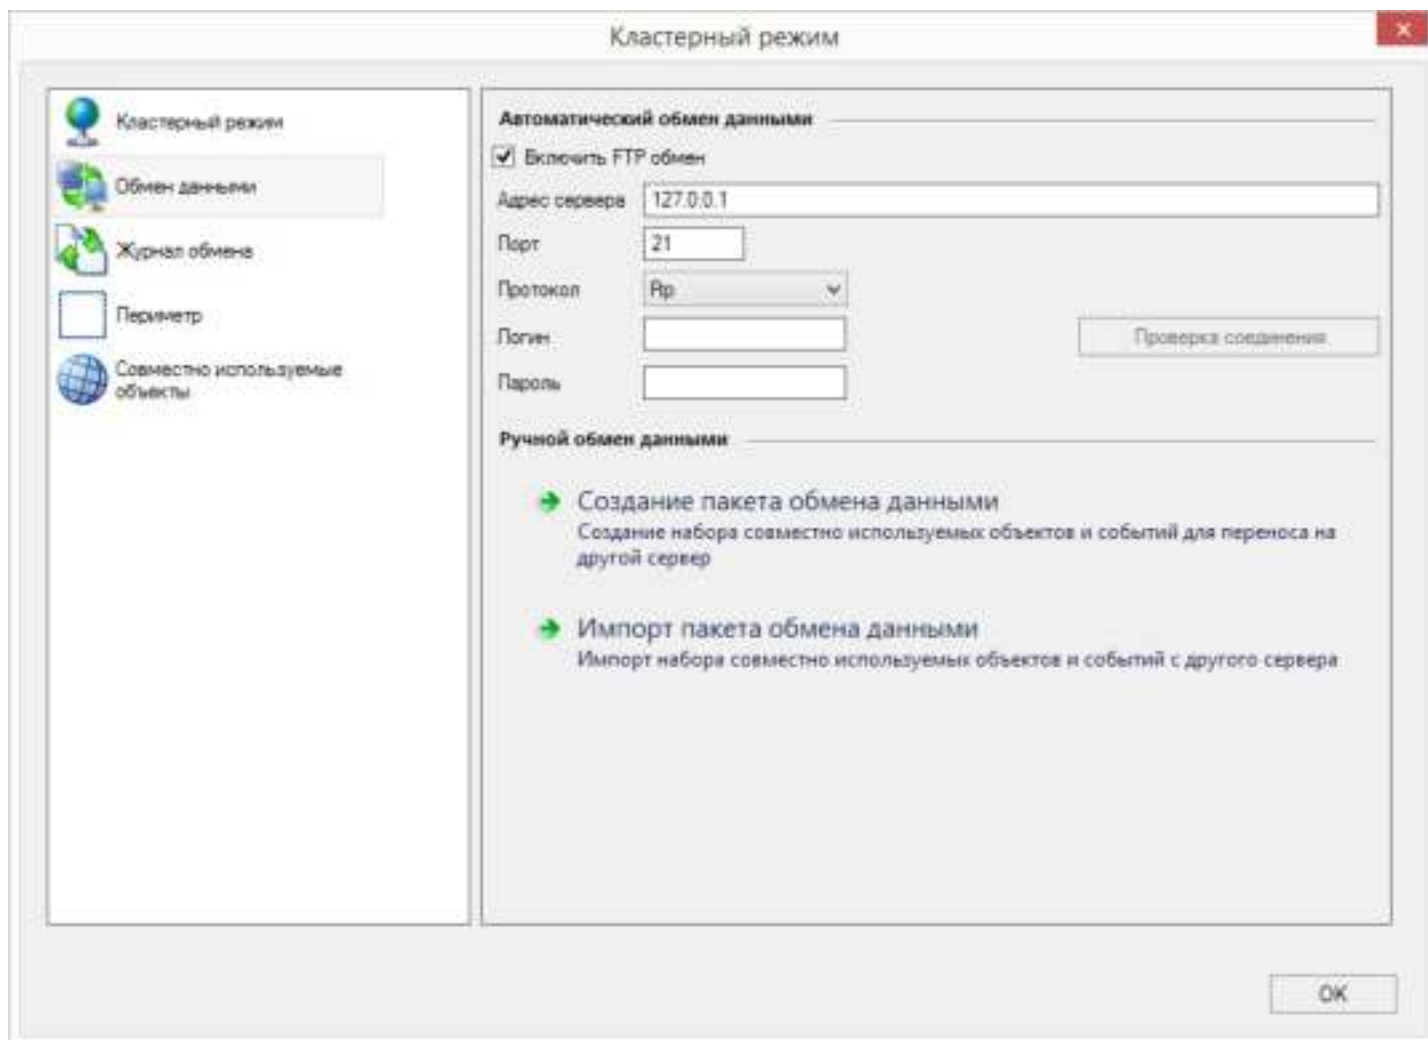 Кластерный режим
Кластерный режим
Обмен данными
Журнал обмена
Периметр
Совместно используемые
объекты
Автоматический обмен данными
Включить FTP обмен
Адрес сервера 127.0.0.1
Порт 21
Протокол Ftp
Логин
Проверка соединения
Пароль
Ручной обмен данными
Создание пакета обмена данными
Создание набора совместно используемых объектов и событий для переноса на
другой сервер
Импорт пакета обмена данными
Импорт набора совместно используемых объектов и событий с другого сервера
OK